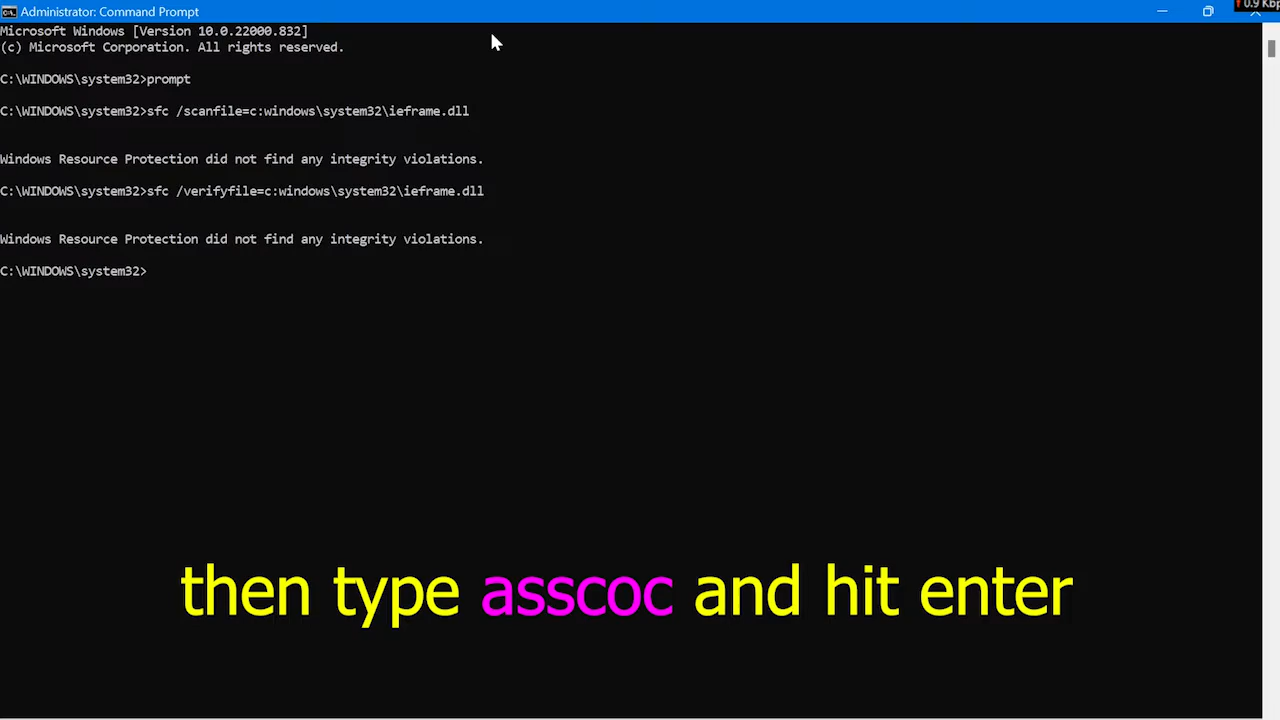 Administrator: Command Prompt
0.9 Kbp
Microsoft Windows [Version 10.0.22000.832]
(c) Microsoft Corporation. All rights reserved.
C:\WINDOWS\system32>prompt
C:\WINDOWS\system32>sfc /scanfile=c:windows\system32\ieframe.dll
Windows Resource Protection did not find any integrity violations.
C:\WINDOWS\system32>sfc /verifyfile=c:windows\system32\ieframe.dll
Windows Resource Protection did not find any integrity violations.
C:\WINDOWS\system32>
then type asscoc and hit enter